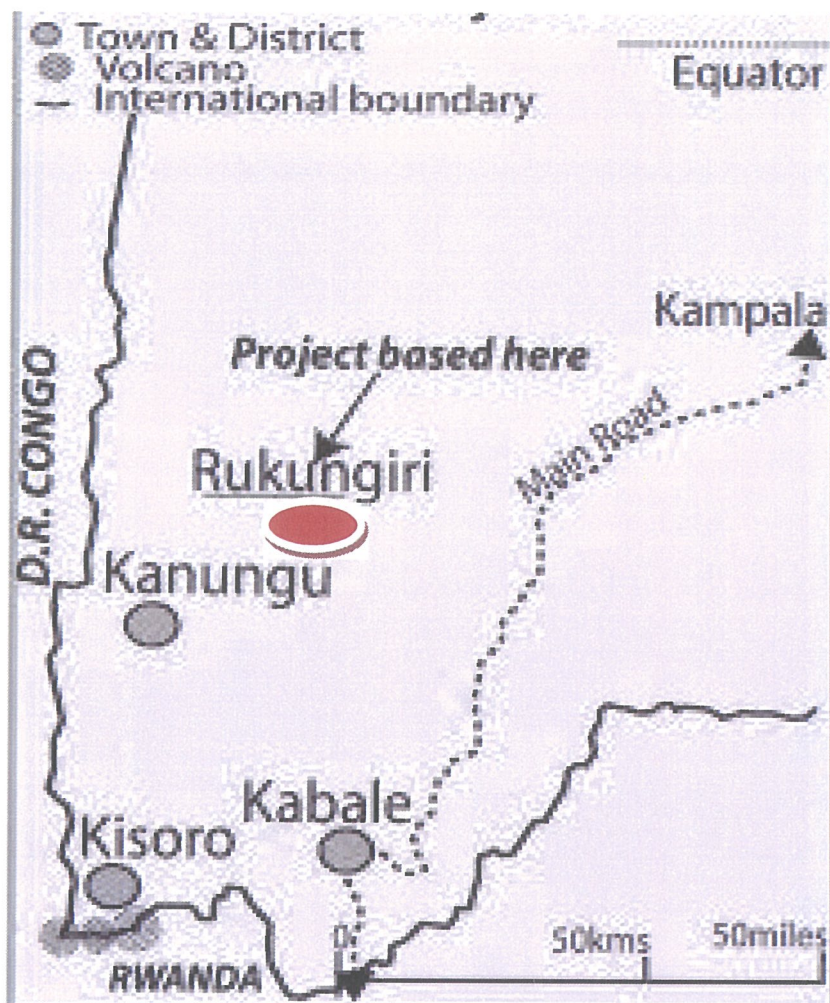 Town & District
Volcano
International boundary
Equator
Kampala
Project based here
Main Road
D.R. CONGO
Rukungiri
Kanungu
Kabale
Kisoro
0
50kms
50miles
RWANDA